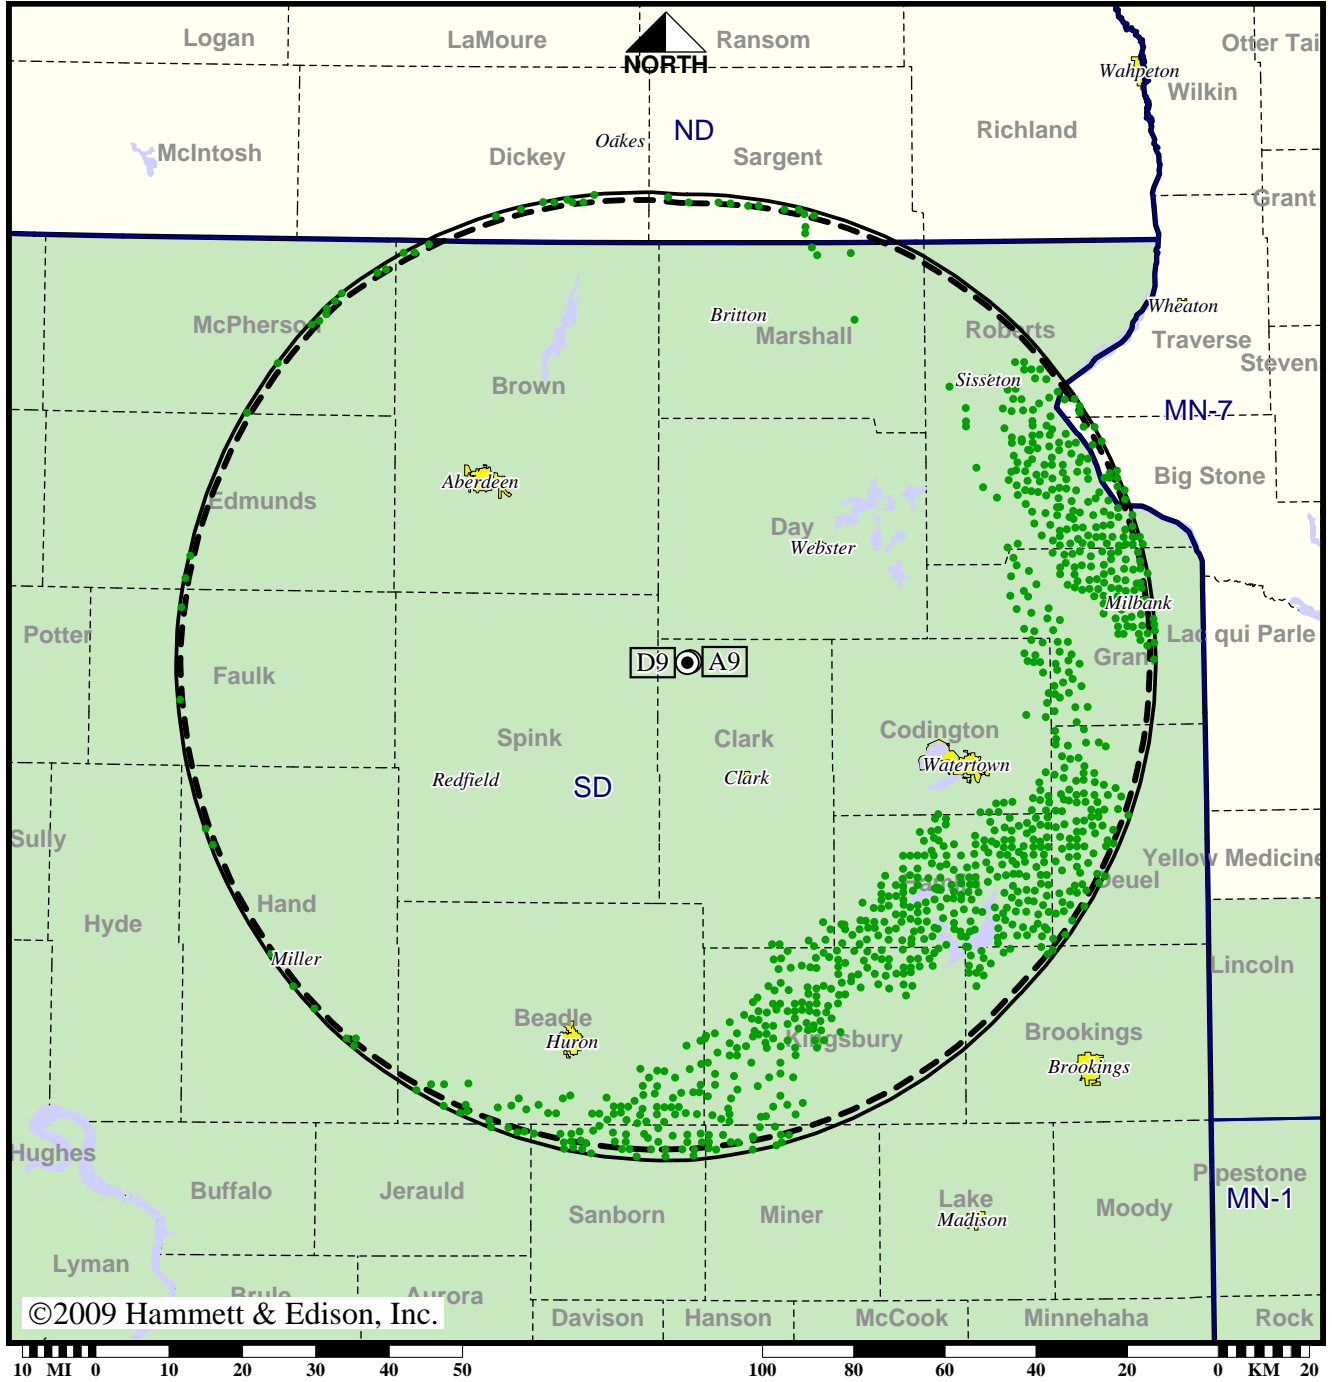 Logan
LaMoure
Ransom
Otter Tai
NORTH
Wahpeton
Wilkin
Richland
ND
Oakes
McIntosh
Dickey
Sargent
Grant
McPherson
Britton
Marshall
Roberts
Wheaton
Traverse
Steven
Brown
Sisseton
MN-7
Aberdeen
Edmunds
Big Stone
Day
Webster
Milbank
Potter
Lac qui Parle
Faulk
D9
A9
Gran
Spink
Clark
Codington
Redfield
SD
Clark
Watertown
Sully
Yellow Medicine
Deuel
Hand
Hyde
Miller
Lincoln
Beadle
Huron
Kingsbury
Brookings
Brookings
Hughes
Buffalo
Jerauld
Sanborn
Miner
Lake
Madison
Moody
Pipestone
MN-1
Lyman
Brule
Aurora
©2009 Hammett & Edison, Inc.
Davison
Hanson
McCook
Minnehaha
Rock
10 MI 0 10 20 30 40 50
100 80 60 40 20 0 KM 20